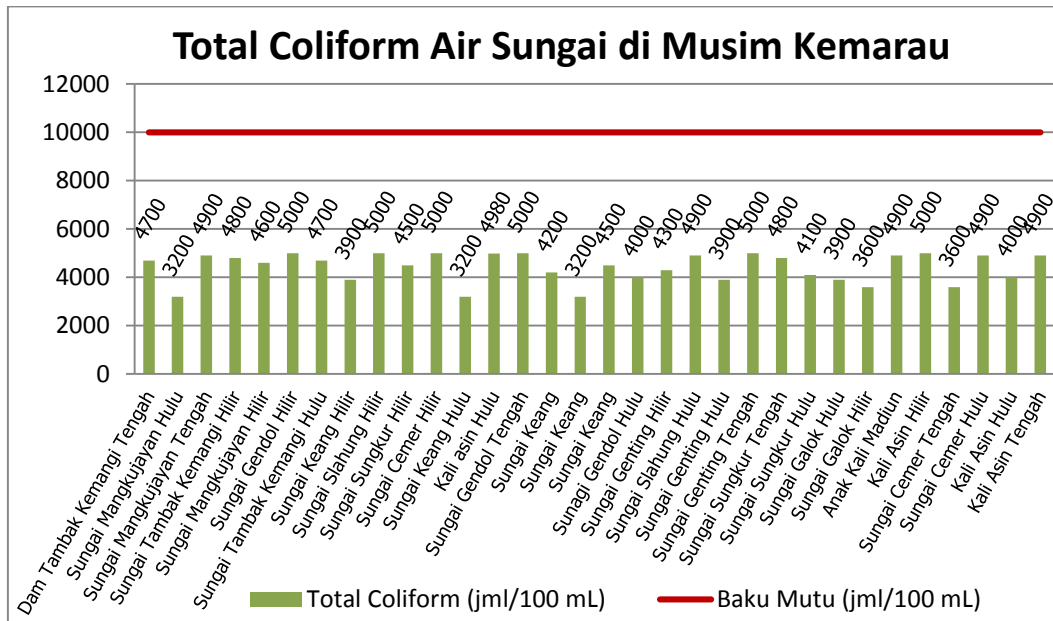 Total Coliform Air Sungai di Musim Kemarau
12000
10000
8000
6000
4000
2000
0
4700
3200
4900
4800
4600
5000
4700
3900
5000
4500
5000
3200
4980
5000
4200
3200
4500
4000
4300
4900
3900
5000
4800
4100
3900
3600
4900
5000
3600
4900
4000
4900
Dam Tambak Kemangi Tengah
Sungai Mangkujayan Hulu
Sungai Mangkujayan Tengah
Sungai Tambak Kemangi Hilir
Sungai Mangkujayan Hilir
Sungai Gendol Hilir
Sungai Tambak Kemangi Hulu
Sungai Keang Hilir
Sungai Slahung Hilir
Sungai Sungkur Hilir
Sungai Cemer Hilir
Sungai Keang Hulu
Kali asin Hulu
Sungai Gendol Tengah
Sungai Keang
Sungai Keang
Sungai Keang
Sunagi Gendol Hulu
Sungai Genting Hilir
Sungai Slahung Hulu
Sungai Genting Hulu
Sungai Genting Tengah
Sungai Sungkur Tengah
Sungai Sungkur Hulu
Sungai Galok Hulu
Sungai Galok Hilir
Anak Kali Madiun
Kali Asin Hilir
Sungai Cemer Tengah
Sungai Cemer Hulu
Kali Asin Hulu
Kali Asin Tengah
Total Coliform (jml/100 mL)
Baku Mutu (jml/100 mL)